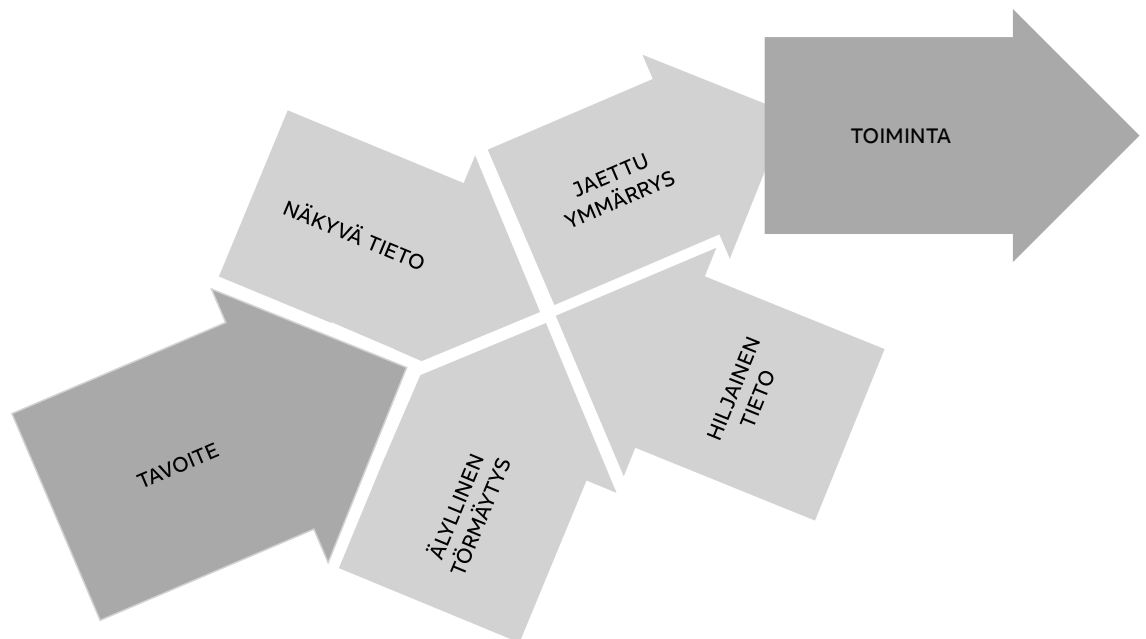 TAVOITE
NÄKYVÄ TIETO
ÄLYLLINEN
TÖRMÄYTYS
HILJAINEN
TIETO
JAETTU
YMMÄRRYS
TOIMINTA